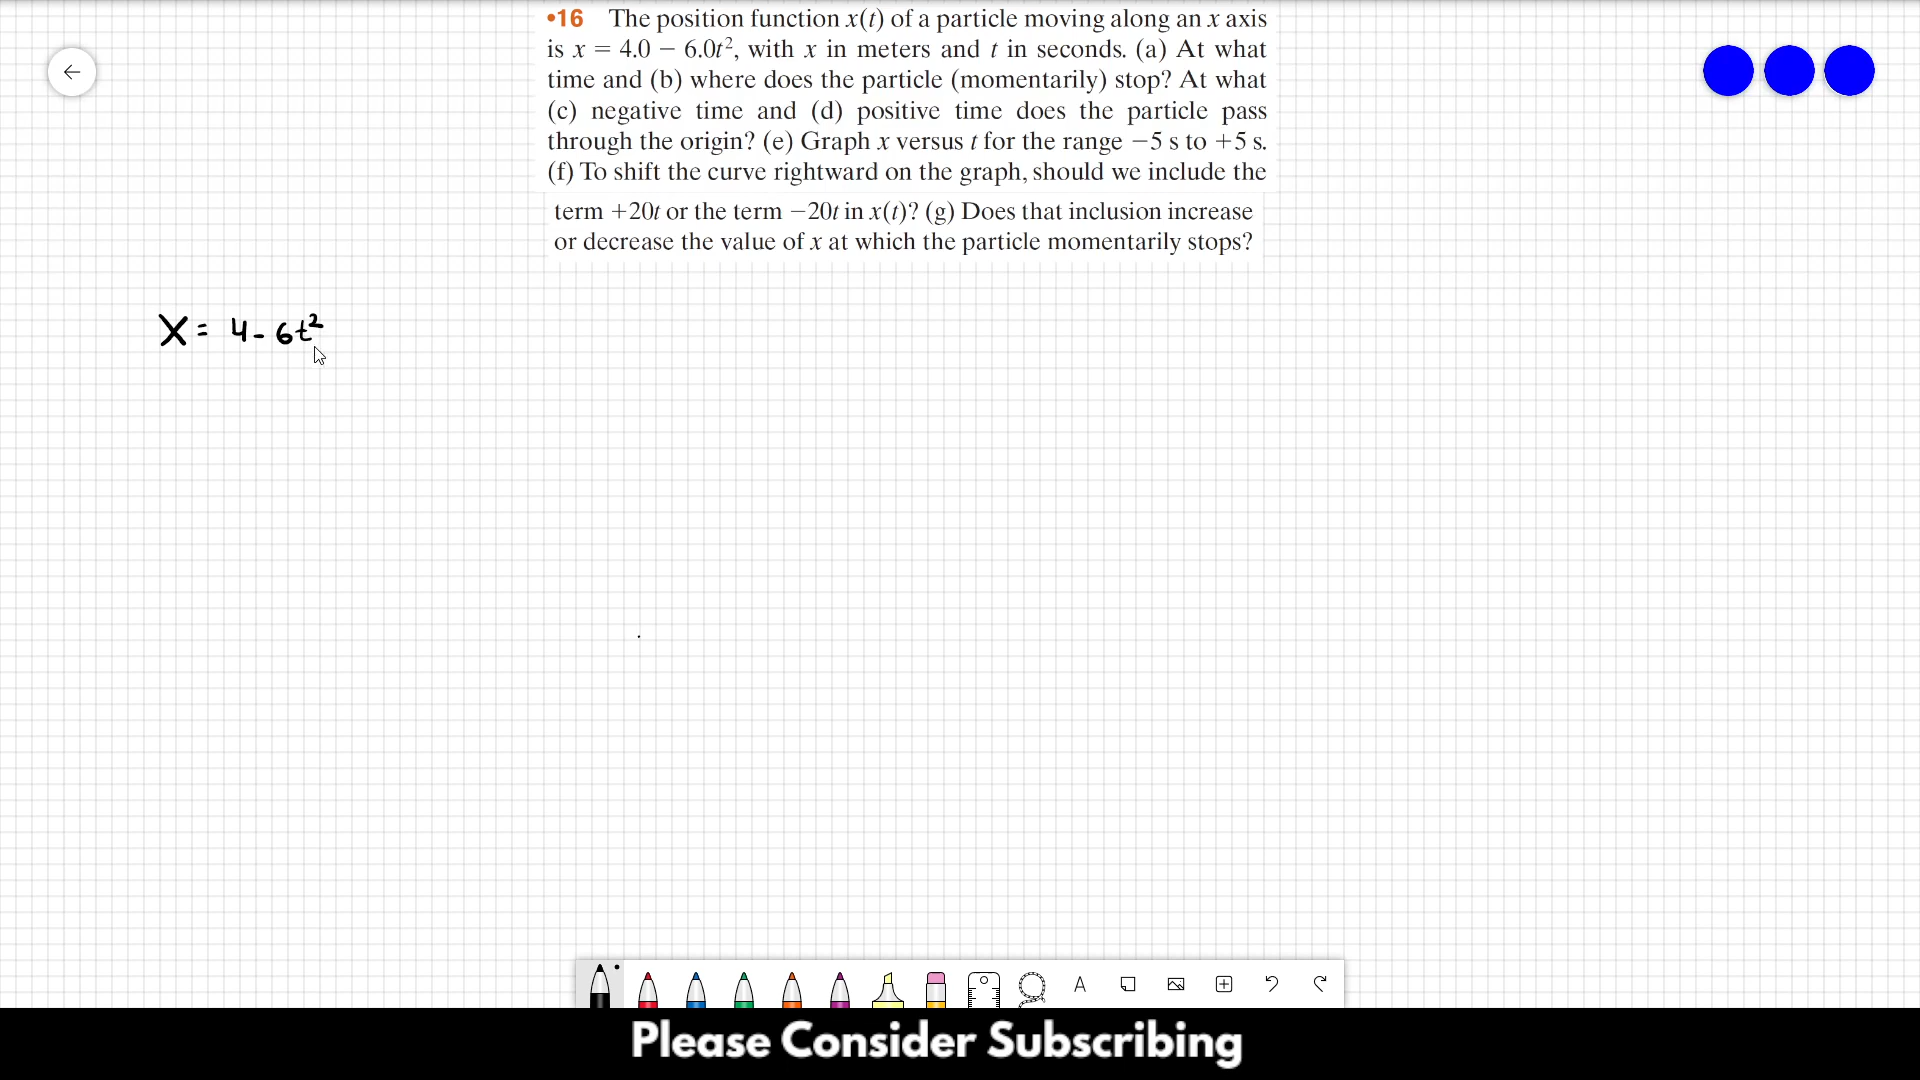 •16 The position function x(t) of a particle moving along an x axis
is x = 4.0 − 6.0t², with x in meters and t in seconds. (a) At what
time and (b) where does the particle (momentarily) stop? At what
(c) negative time and (d) positive time does the particle pass
through the origin? (e) Graph x versus t for the range −5 s to +5 s.
(f) To shift the curve rightward on the graph, should we include the
term +20t or the term −20t in x(t)? (g) Does that inclusion increase
or decrease the value of x at which the particle momentarily stops?
X = 4 - 6t²
A
Please Consider Subscribing